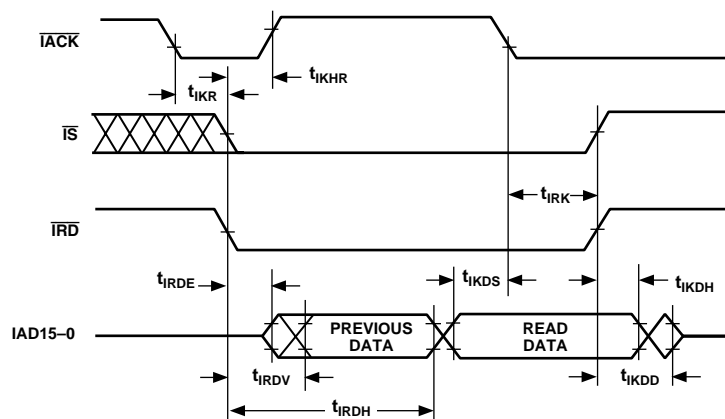 IACK
tIKR
tIKHR
IS
tIRK
IRD
tIRDE
tIKDS
tIKDH
IAD15–0
PREVIOUS
DATA
READ
DATA
tIRDV
tIKDD
tIRDH